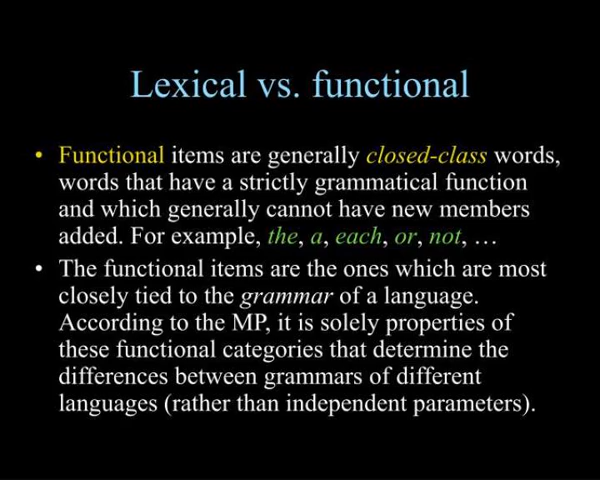 Lexical vs. functional
• Functional items are generally closed-class words,
words that have a strictly grammatical function
and which generally cannot have new members
added. For example, the, a, each, or, not, …
• The functional items are the ones which are most
closely tied to the grammar of a language.
According to the MP, it is solely properties of
these functional categories that determine the
differences between grammars of different
languages (rather than independent parameters).